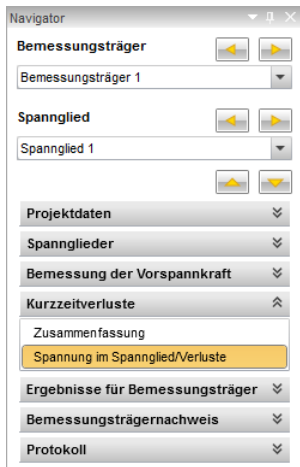 Navigator
Bemessungsträger
Bemessungsträger 1
Spannglied
Spannglied 1
Projektdaten
Spannglieder
Bemessung der Vorspannkraft
Kurzzeitverluste
Zusammenfassung
Spannung im Spannglied/Verluste
Ergebnisse für Bemessungsträger
Bemessungsträgernachweis
Protokoll